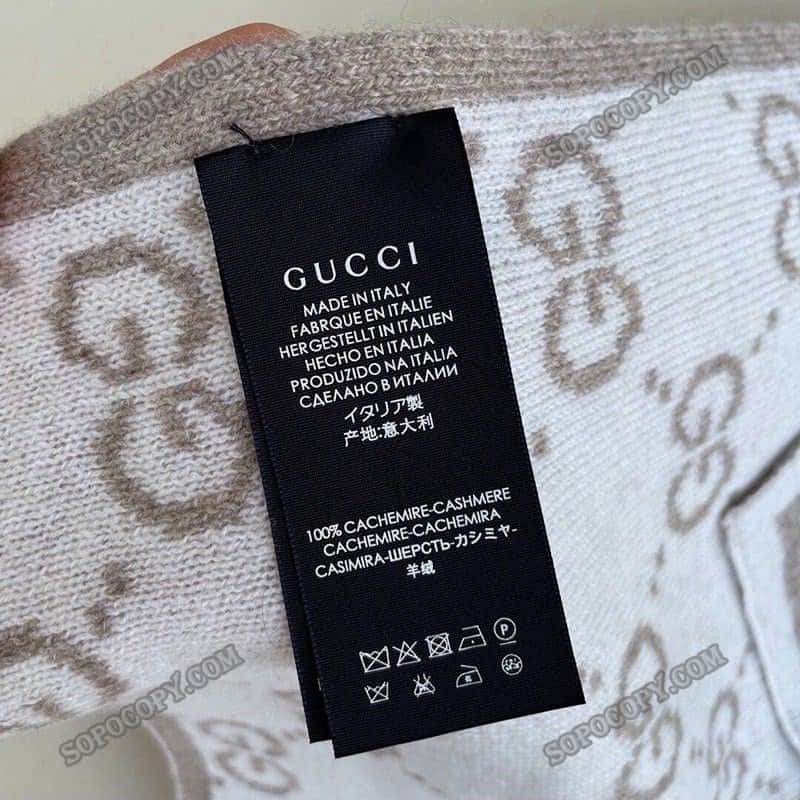 SOPOCOPY.COM
SOPOCOPY.COM
GUCCI
MADE IN ITALY
FABRQUE EN ITALIE
HERGESTELLT IN ITALIEN
HECHO EN ITALIA
PRODUZIDO NA ITALIA
СДЕЛАНО В ИТАЛИИ
イタリア製
产地:意大利
SOPOCOPY.COM
100% CACHEMIRE-CASHMERE
CACHEMIRE-CACHEMIRA
CASIMIRA-ШЕРСТЬ-カシミヤ-
羊绒
P
SOPOCOPY.COM
SOPOCOPY.COM